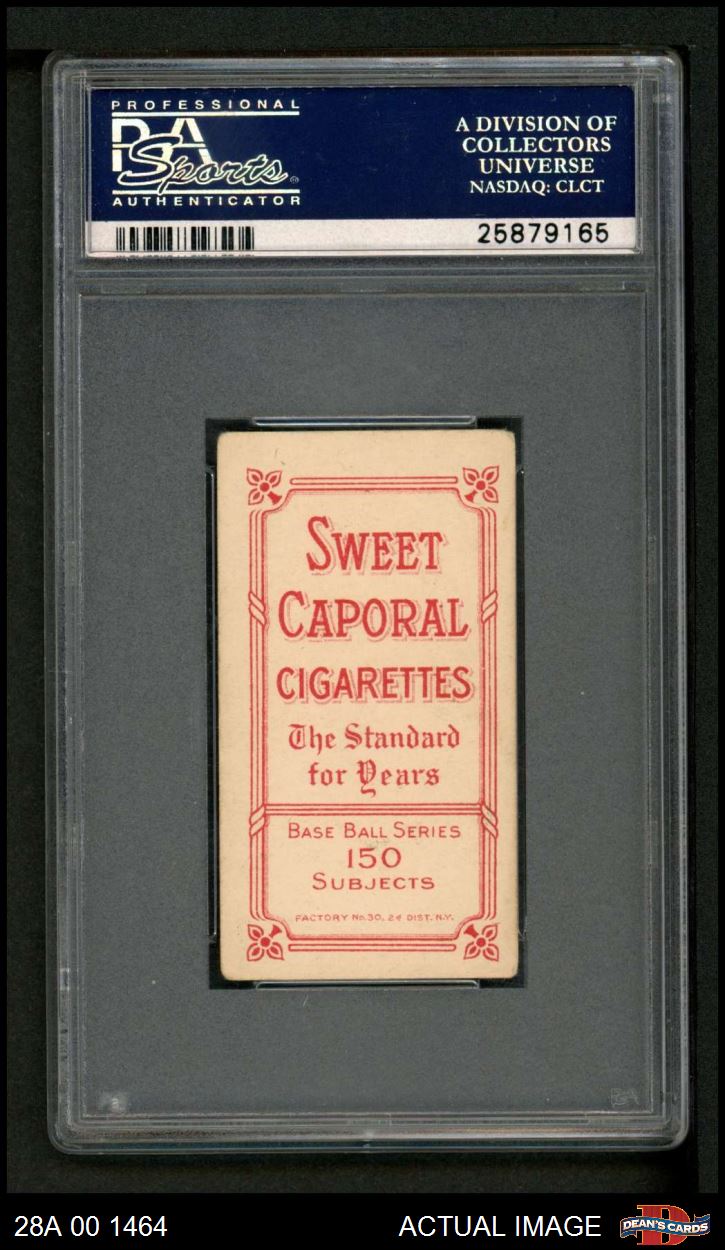 PROFESSIONAL
PSA
Sports
AUTHENTICATOR
A DIVISION OF
COLLECTORS
UNIVERSE
NASDAQ: CLCT
25879165
SWEET
CAPORAL
CIGARETTES
The Standard
for Years
BASE BALL SERIES
150
SUBJECTS
FACTORY No. 30, 2d DIST. N.Y.
28A 00 1464
ACTUAL IMAGE
D
DEAN'S CARDS